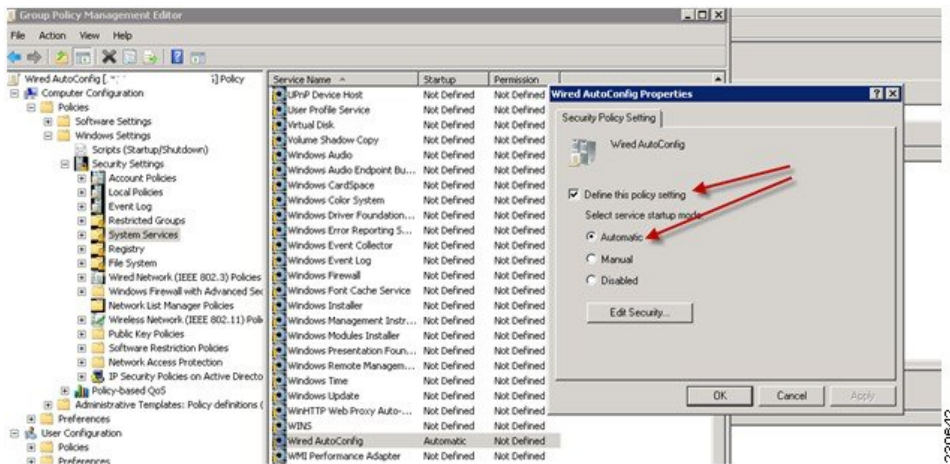 Group Policy Management Editor
File Action View Help
Wired AutoConfig [. Policy
Computer Configuration
Policies
Software Settings
Windows Settings
Scripts (Startup/Shutdown)
Security Settings
Account Policies
Local Policies
Event Log
Restricted Groups
System Services
Registry
File System
Wired Network (IEEE 802.3) Policies
Windows Firewall with Advanced Sec
Network List Manager Policies
Wireless Network (IEEE 802.11) Poli
Public Key Policies
Software Restriction Policies
Network Access Protection
IP Security Policies on Active Directo
Policy-based QoS
Administrative Templates: Policy definitions (
Preferences
User Configuration
Policies
Preferences
Service Name Startup Permission
UPnP Device Host Not Defined Not Defined
User Profile Service Not Defined Not Defined
Virtual Disk Not Defined Not Defined
Volume Shadow Copy Not Defined Not Defined
Windows Audio Not Defined Not Defined
Windows Audio Endpoint Bu... Not Defined Not Defined
Windows CardSpace Not Defined Not Defined
Windows Color System Not Defined Not Defined
Windows Driver Foundation... Not Defined Not Defined
Windows Error Reporting S... Not Defined Not Defined
Windows Event Collector Not Defined Not Defined
Windows Event Log Not Defined Not Defined
Windows Firewall Not Defined Not Defined
Windows Font Cache Service Not Defined Not Defined
Windows Installer Not Defined Not Defined
Windows Management Instr... Not Defined Not Defined
Windows Modules Installer Not Defined Not Defined
Windows Presentation Foun... Not Defined Not Defined
Windows Remote Managem... Not Defined Not Defined
Windows Time Not Defined Not Defined
Windows Update Not Defined Not Defined
WinHTTP Web Proxy Auto-... Not Defined Not Defined
WINS Not Defined Not Defined
Wired AutoConfig Automatic Not Defined
WMI Performance Adapter Not Defined Not Defined
Wired AutoConfig Properties
Security Policy Setting
Wired AutoConfig
Define this policy setting
Select service startup mode:
Automatic
Manual
Disabled
Edit Security...
OK Cancel Apply